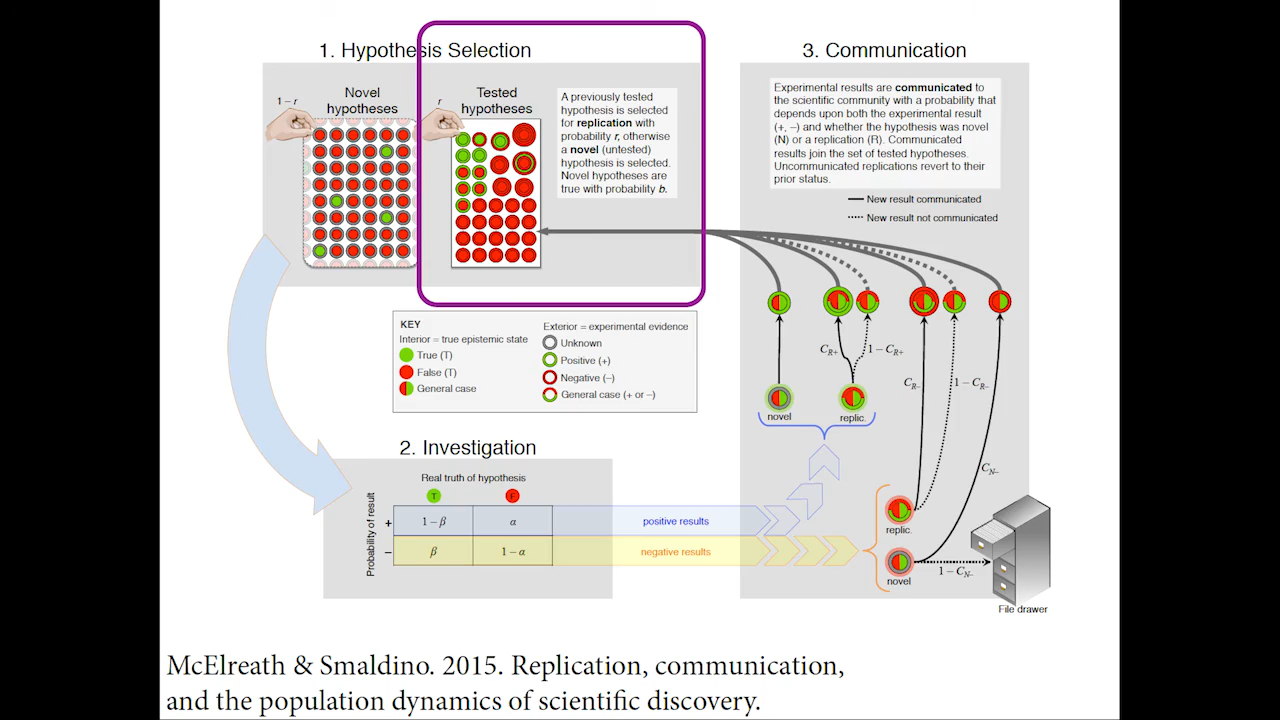 1. Hypothesis Selection
Novel
hypotheses
1 – r
Tested
hypotheses
r
A previously tested
hypothesis is selected
for replication with
probability r, otherwise
a novel (untested)
hypothesis is selected.
Novel hypotheses are
true with probability b.
3. Communication
Experimental results are communicated to
the scientific community with a probability that
depends upon both the experimental result
(+, –) and whether the hypothesis was novel
(N) or a replication (R). Communicated
results join the set of tested hypotheses.
Uncommunicated replications revert to their
prior status.
New result communicated
New result not communicated
KEY
Interior = true epistemic state
True (T)
False (T)
General case
Exterior = experimental evidence
Unknown
Positive (+)
Negative (–)
General case (+ or –)
CR+
1 – CR+
CR–
1 – CR–
novel
replic.
CN–
2. Investigation
Real truth of hypothesis
T
F
Probability of result
+
1 – β
α
positive results
–
β
1 – α
negative results
replic.
novel
1 – CN–
File drawer
McElreath & Smaldino. 2015. Replication, communication,
and the population dynamics of scientific discovery.